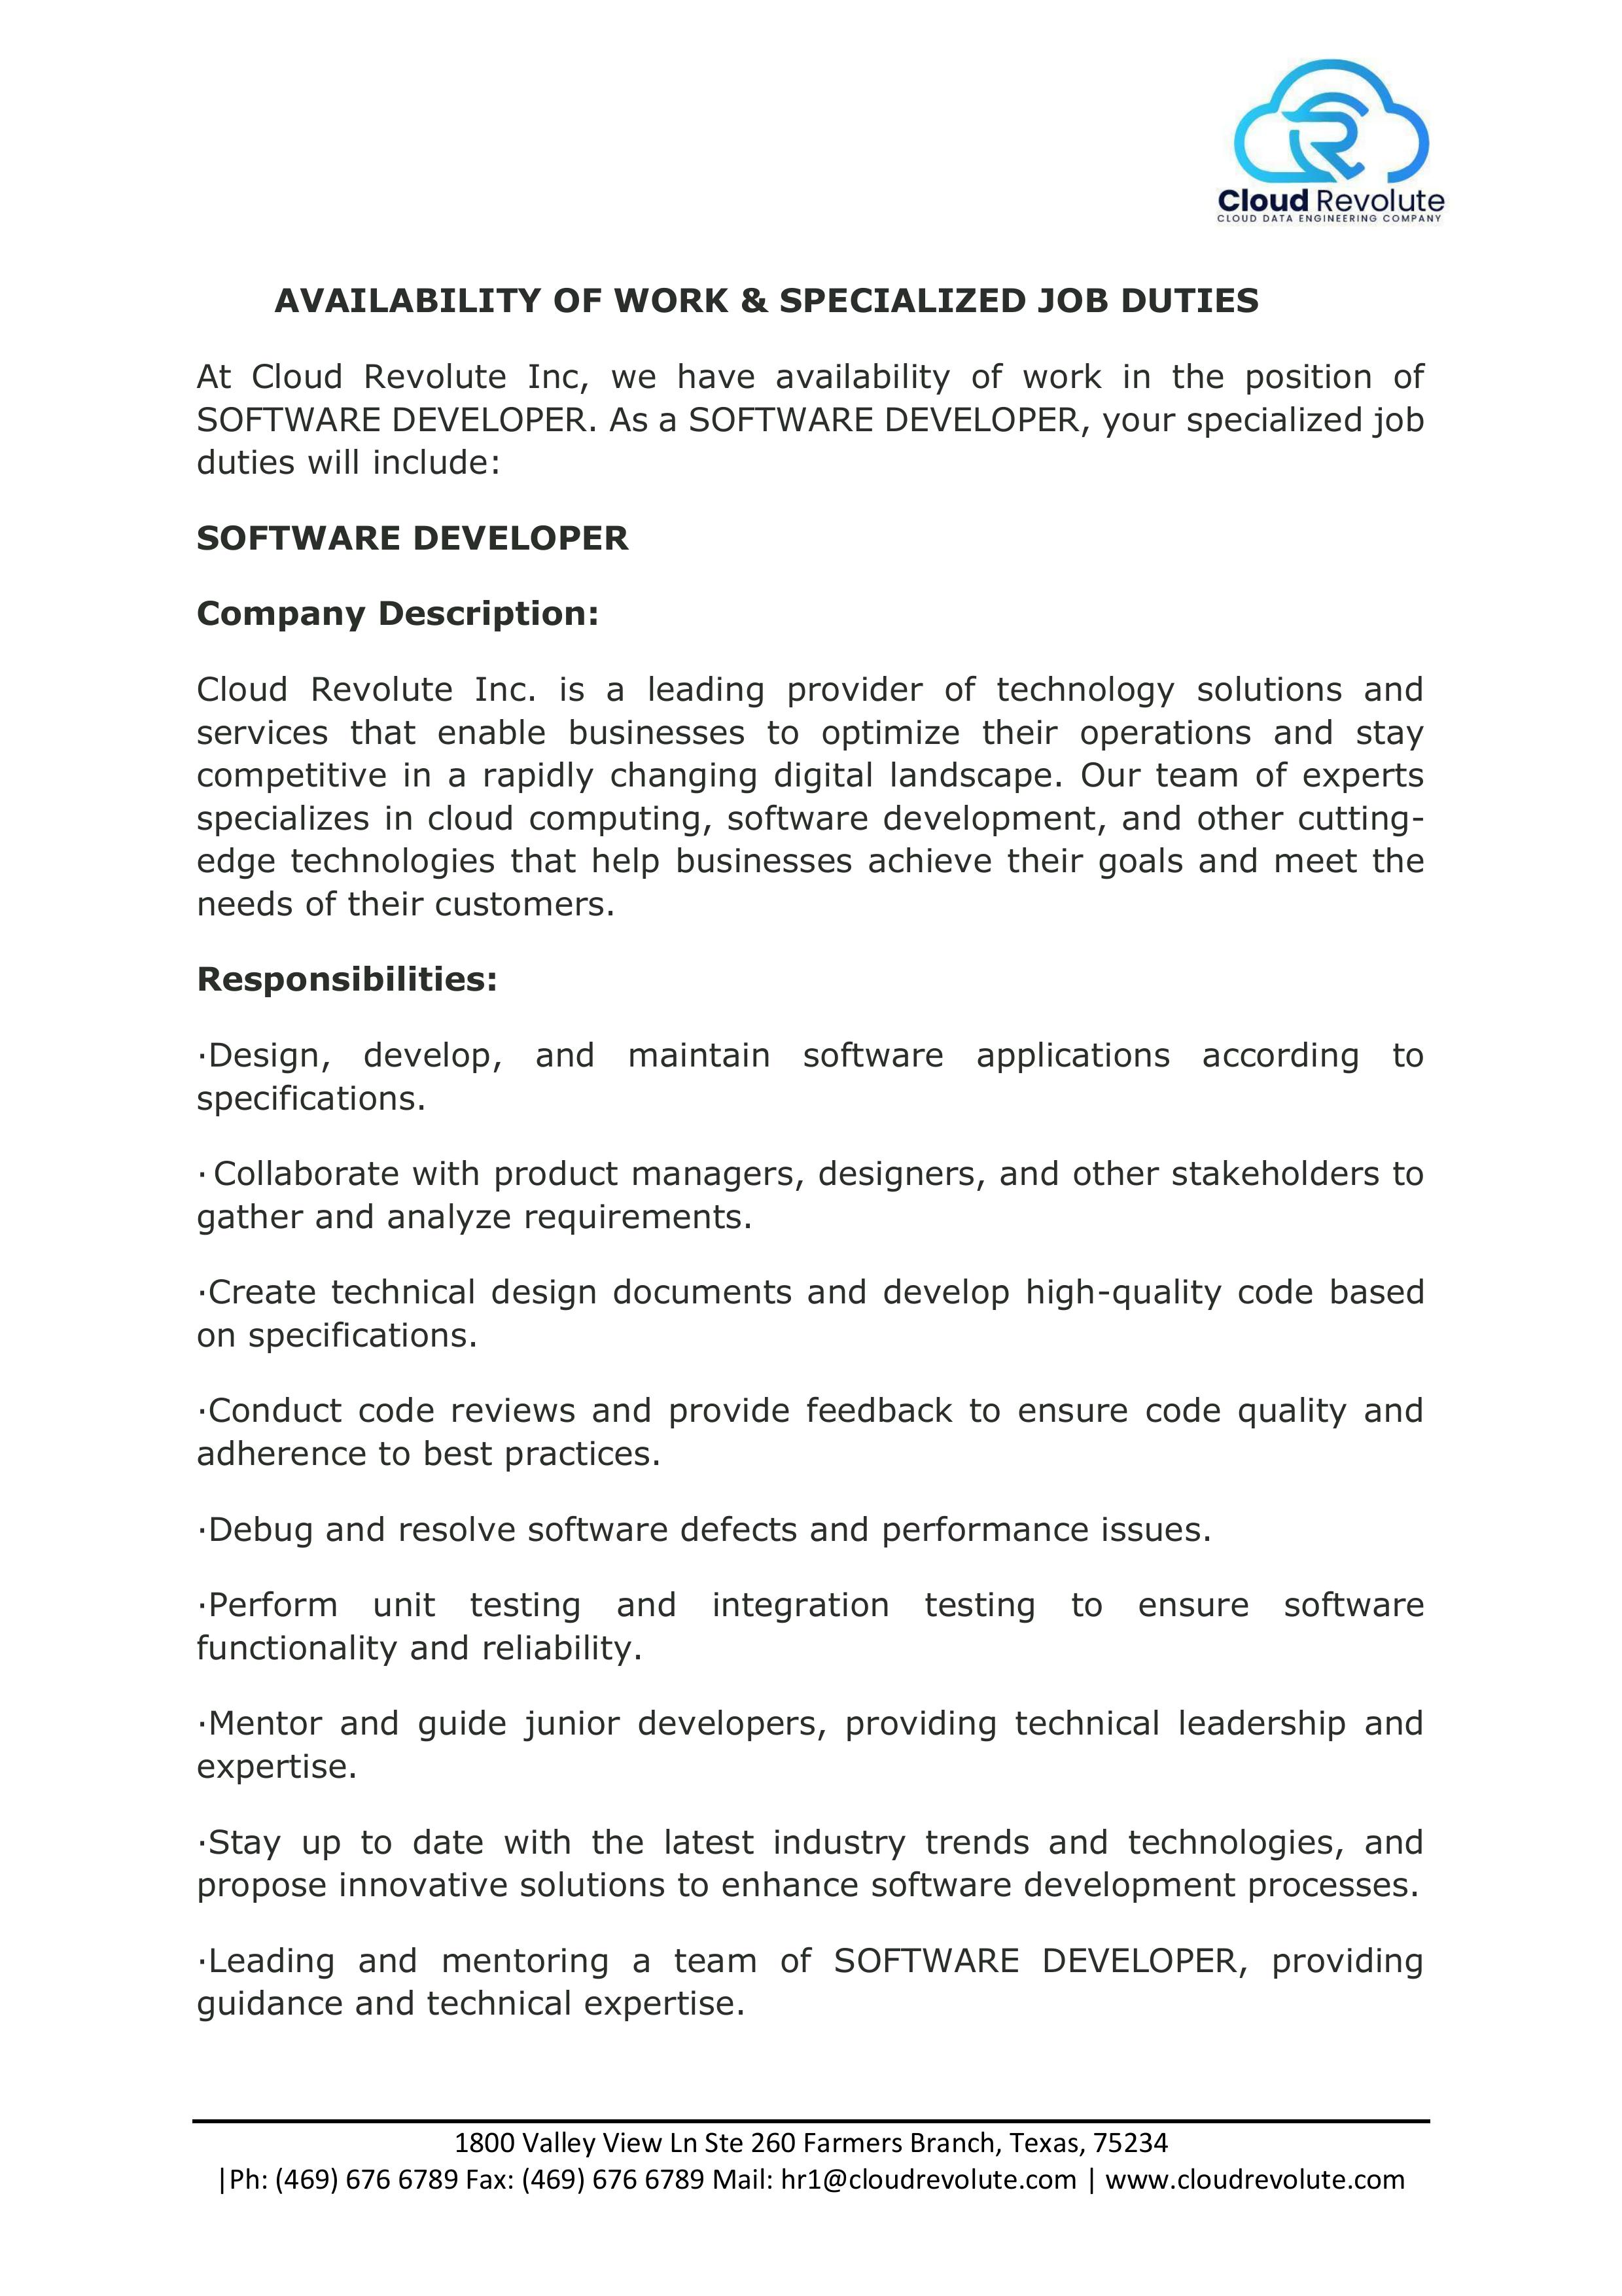 Cloud Revolute
CLOUD DATA ENGINEERING COMPANY
AVAILABILITY OF WORK & SPECIALIZED JOB DUTIES
At Cloud Revolute Inc, we have availability of work in the position of
SOFTWARE DEVELOPER. As a SOFTWARE DEVELOPER, your specialized job
duties will include:
SOFTWARE DEVELOPER
Company Description:
Cloud Revolute Inc. is a leading provider of technology solutions and
services that enable businesses to optimize their operations and stay
competitive in a rapidly changing digital landscape. Our team of experts
specializes in cloud computing, software development, and other cutting-
edge technologies that help businesses achieve their goals and meet the
needs of their customers.
Responsibilities:
·Design, develop, and maintain software applications according to
specifications.
· Collaborate with product managers, designers, and other stakeholders to
gather and analyze requirements.
·Create technical design documents and develop high-quality code based
on specifications.
·Conduct code reviews and provide feedback to ensure code quality and
adherence to best practices.
·Debug and resolve software defects and performance issues.
·Perform unit testing and integration testing to ensure software
functionality and reliability.
·Mentor and guide junior developers, providing technical leadership and
expertise.
·Stay up to date with the latest industry trends and technologies, and
propose innovative solutions to enhance software development processes.
·Leading and mentoring a team of SOFTWARE DEVELOPER, providing
guidance and technical expertise.
1800 Valley View Ln Ste 260 Farmers Branch, Texas, 75234
|Ph: (469) 676 6789 Fax: (469) 676 6789 Mail: hr1@cloudrevolute.com | www.cloudrevolute.com